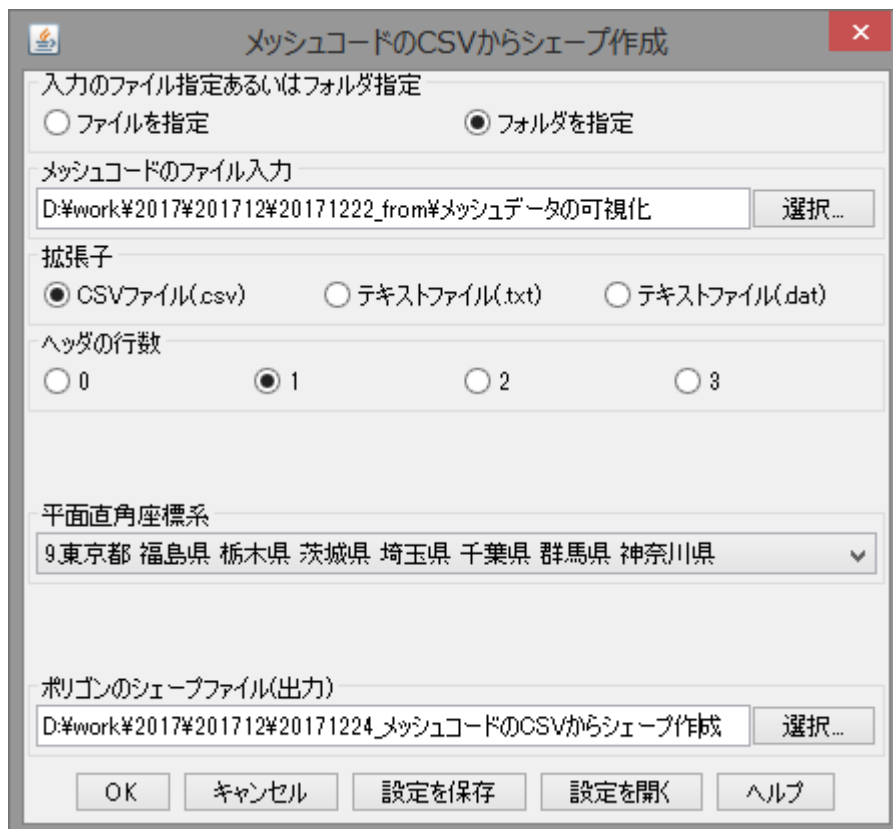 メッシュコードのCSVからシェープ作成
入力のファイル指定あるいはフォルダ指定
ファイルを指定 フォルダを指定
メッシュコードのファイル入力
D:¥work¥2017¥201712¥20171222_from¥メッシュデータの可視化 選択...
拡張子
CSVファイル(.csv) テキストファイル(.txt) テキストファイル(.dat)
ヘッダの行数
0 1 2 3
平面直角座標系
9.東京都 福島県 栃木県 茨城県 埼玉県 千葉県 群馬県 神奈川県
ポリゴンのシェープファイル(出力)
D:¥work¥2017¥201712¥20171224_メッシュコードのCSVからシェープ作成 選択...
OK キャンセル 設定を保存 設定を開く ヘルプ